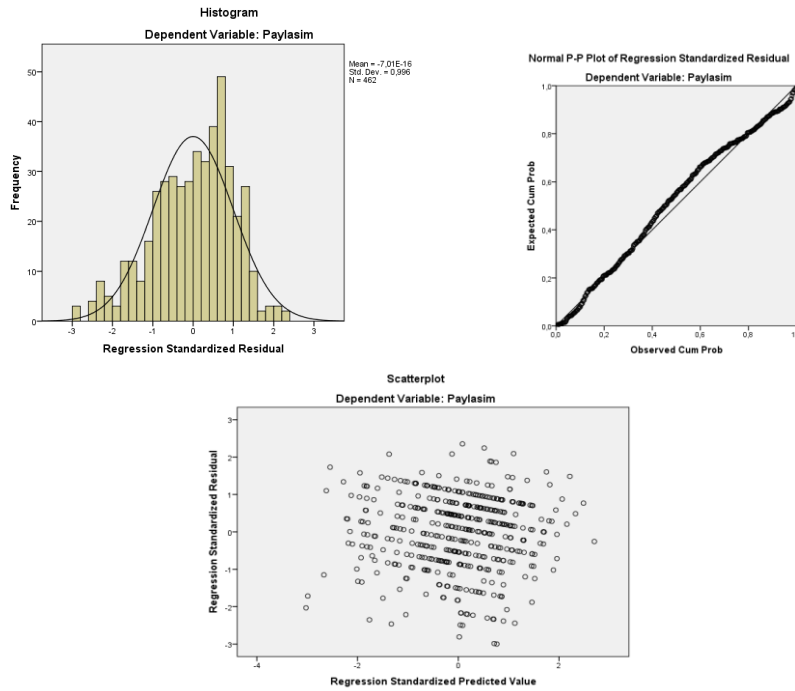 Histogram
Dependent Variable: Paylasim
Mean = -7,01E-16
Std. Dev. = 0,996
N = 462
Frequency
50
40
30
20
10
0
-3 -2 -1 0 1 2 3
Regression Standardized Residual
Normal P-P Plot of Regression Standardized Residual
Dependent Variable: Paylasim
Expected Cum Prob
1,0
0,8
0,6
0,4
0,2
0,0
0,0 0,2 0,4 0,6 0,8
Observed Cum Prob
Scatterplot
Dependent Variable: Paylasim
Regression Standardized Residual
3
2
1
0
-1
-2
-3
-4 -2 0 2
Regression Standardized Predicted Value